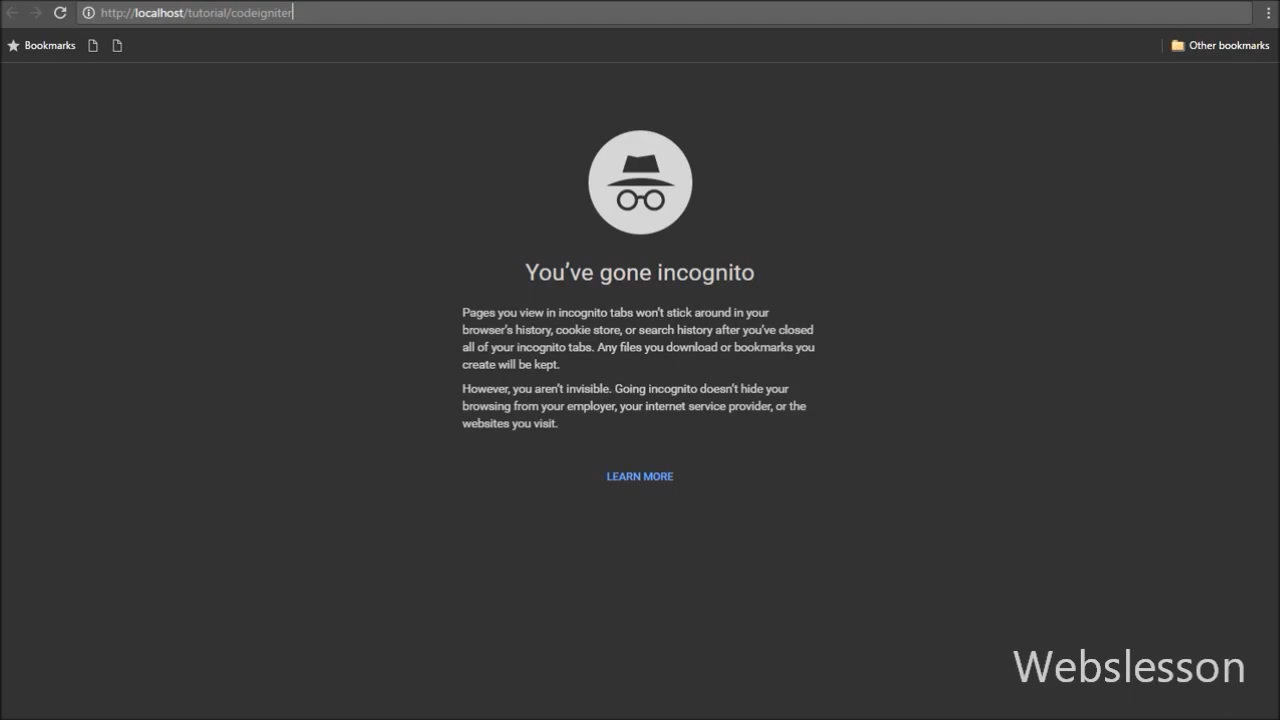 http://localhost/tutorial/codeigniter
Bookmarks
Other bookmarks
You've gone incognito
Pages you view in incognito tabs won't stick around in your
browser's history, cookie store, or search history after you've closed
all of your incognito tabs. Any files you download or bookmarks you
create will be kept.
However, you aren't invisible. Going incognito doesn't hide your
browsing from your employer, your internet service provider, or the
websites you visit.
LEARN MORE
Webslesson